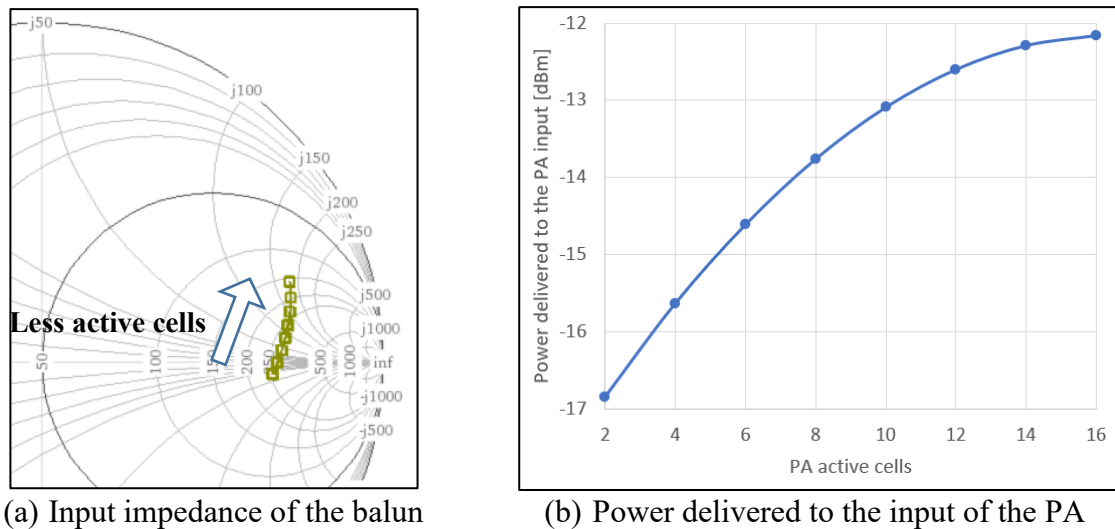 j50
j100
j150
j200
j250
j500
j1000
inf
-j1000
-j500
50
100
150
200
250
500
1000
Less active cells
Power delivered to the PA input [dBm]
-12
-13
-14
-15
-16
-17
2 4 6 8 10 12 14 16
PA active cells
(a) Input impedance of the balun
(b) Power delivered to the input of the PA